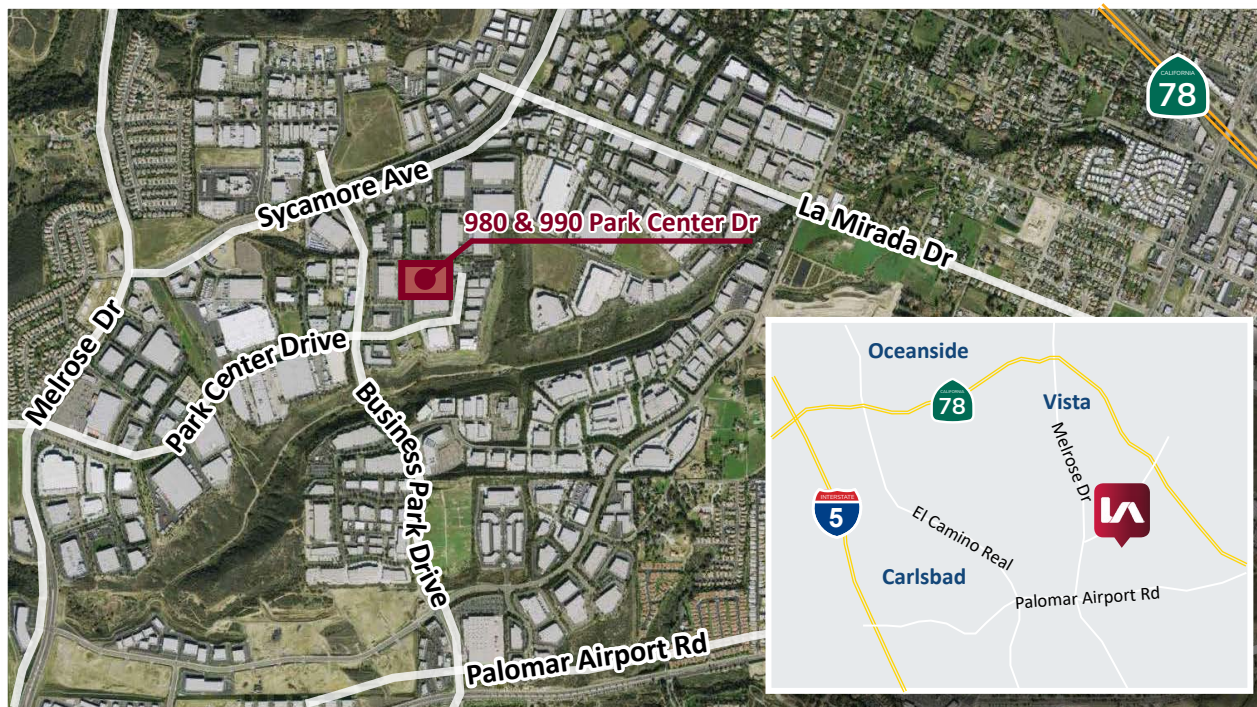 CALIFORNIA
78
Sycamore Ave
980 & 990 Park Center Dr
La Mirada Dr
Melrose Dr
Park Center Drive
Business Park Drive
Palomar Airport Rd
Oceanside
CALIFORNIA
78
Vista
Melrose Dr
INTERSTATE
5
El Camino Real
Carlsbad
Palomar Airport Rd